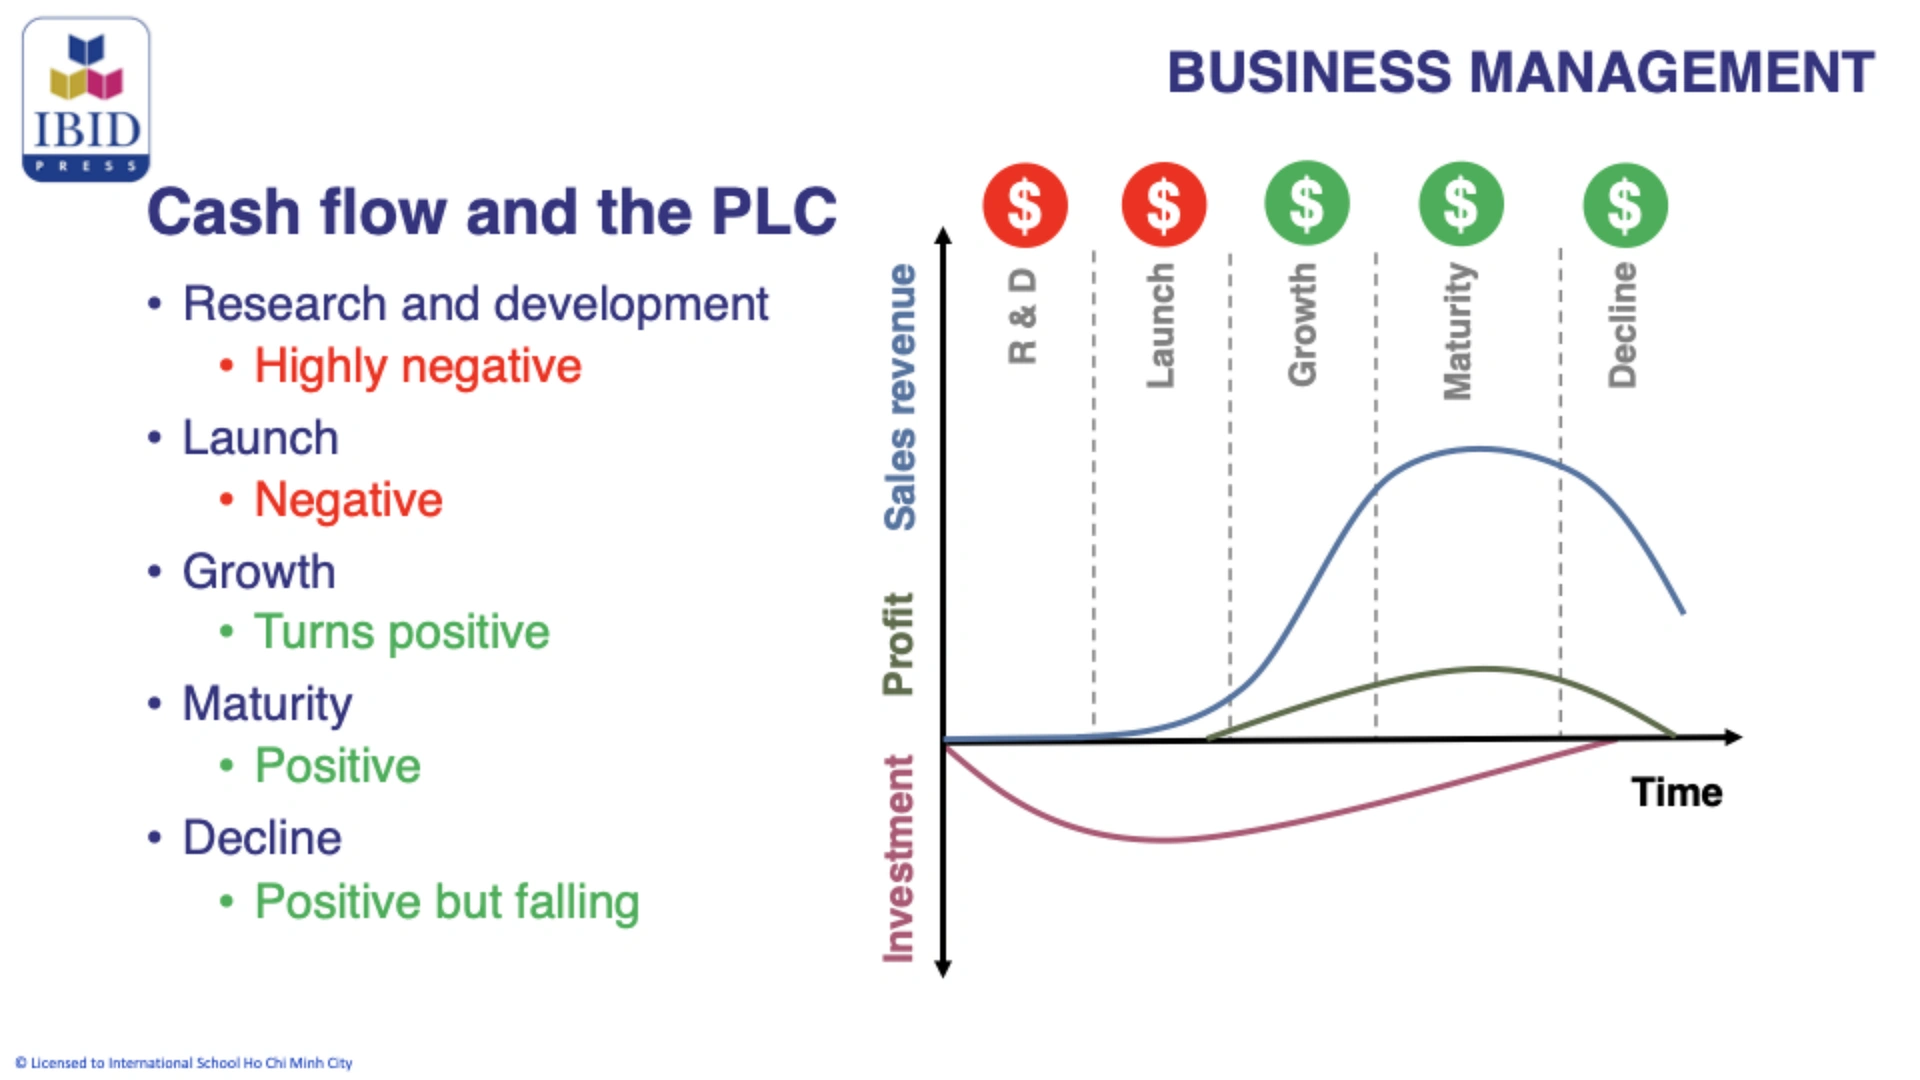 IBID
PRESS
BUSINESS MANAGEMENT
Cash flow and the PLC
• Research and development
• Highly negative
• Launch
• Negative
• Growth
• Turns positive
• Maturity
• Positive
• Decline
• Positive but falling
$ $ $ $ $
R & D
Launch
Growth
Maturity
Decline
Sales revenue
Profit
Investment
Time
© Licensed to International School Ho Chi Minh City